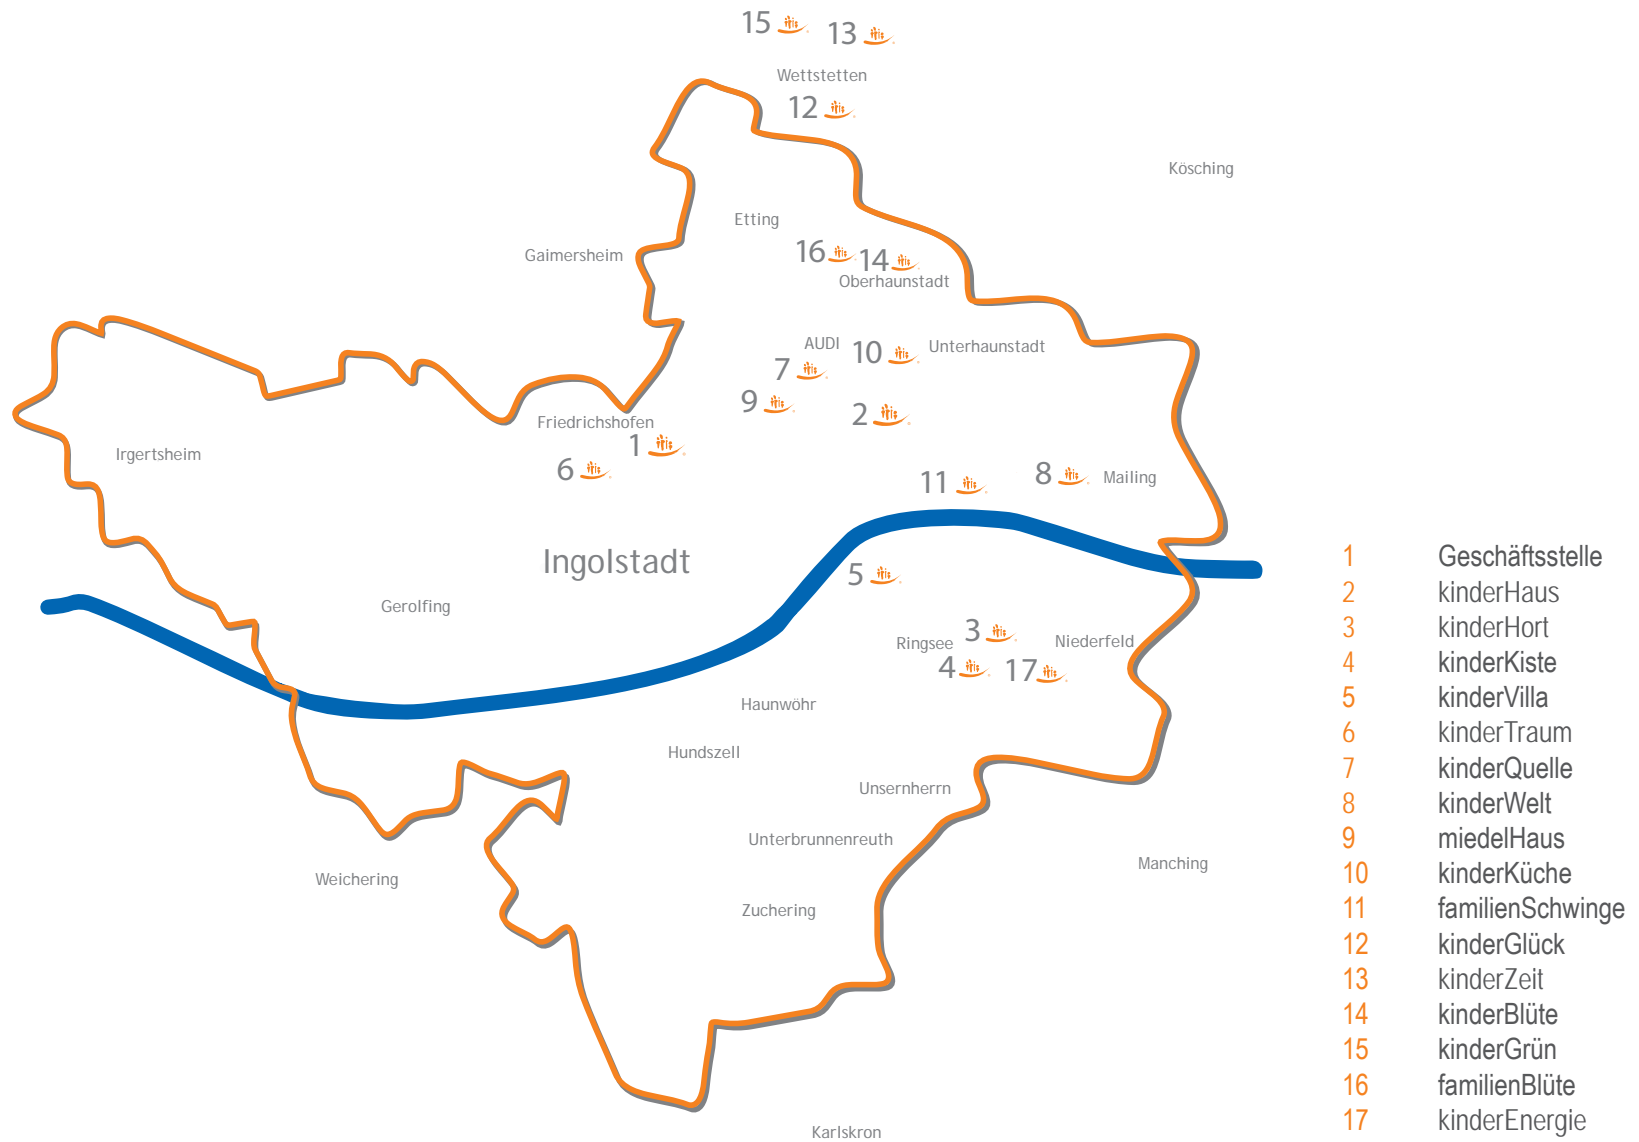 15
13
Wettstetten
12
Kösching
Etting
Gaimersheim
16
14
Oberhaunstadt
AUDI
10
Unterhaunstadt
7
9
2
Friedrichshofen
1
Irgertsheim
6
11
8
Mailing
Ingolstadt
5
Gerolfing
3
Ringsee
Niederfeld
4
17
Haunwöhr
Hundszell
Unsernherrn
Unterbrunnenreuth
Manching
Weichering
Zuchering
Karlskron
1 Geschäftsstelle
2 kinderHaus
3 kinderHort
4 kinderKiste
5 kinderVilla
6 kinderTraum
7 kinderQuelle
8 kinderWelt
9 miedelHaus
10 kinderKüche
11 familienSchwinge
12 kinderGlück
13 kinderZeit
14 kinderBlüte
15 kinderGrün
16 familienBlüte
17 kinderEnergie